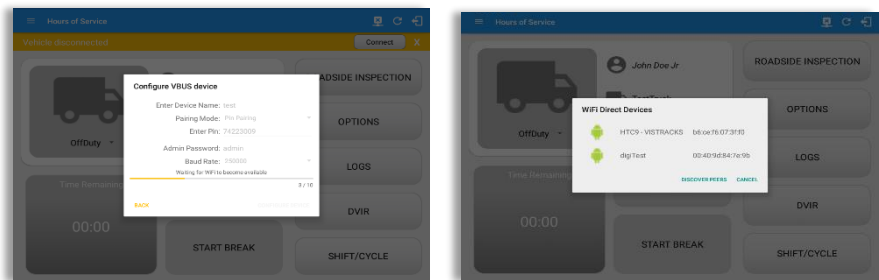 Hours of Service
Vehicle disconnected
Connect X
ROADSIDE INSPECTION
Configure VBUS device
Enter Device Name: test
Pairing Mode: Pin Pairing
Enter Pin: 74223009
Admin Password: admin
Baud Rate: 250000
Waiting for WiFi to become available
3 / 10
BACK
OffDuty
OPTIONS
LOGS
Time Remaining
00:00
DVIR
START BREAK
SHIFT/CYCLE
Hours of Service
John Doe Jr
ROADSIDE INSPECTION
WiFi Direct Devices
HTC9 - VISTRACKS b6:ce:f6:07:3f:f0
digiTest 00:40:9d:84:7e:9b
DISCOVER PEERS CANCEL
OffDuty
OPTIONS
LOGS
Time Remaining
00:00
DVIR
START BREAK
SHIFT/CYCLE